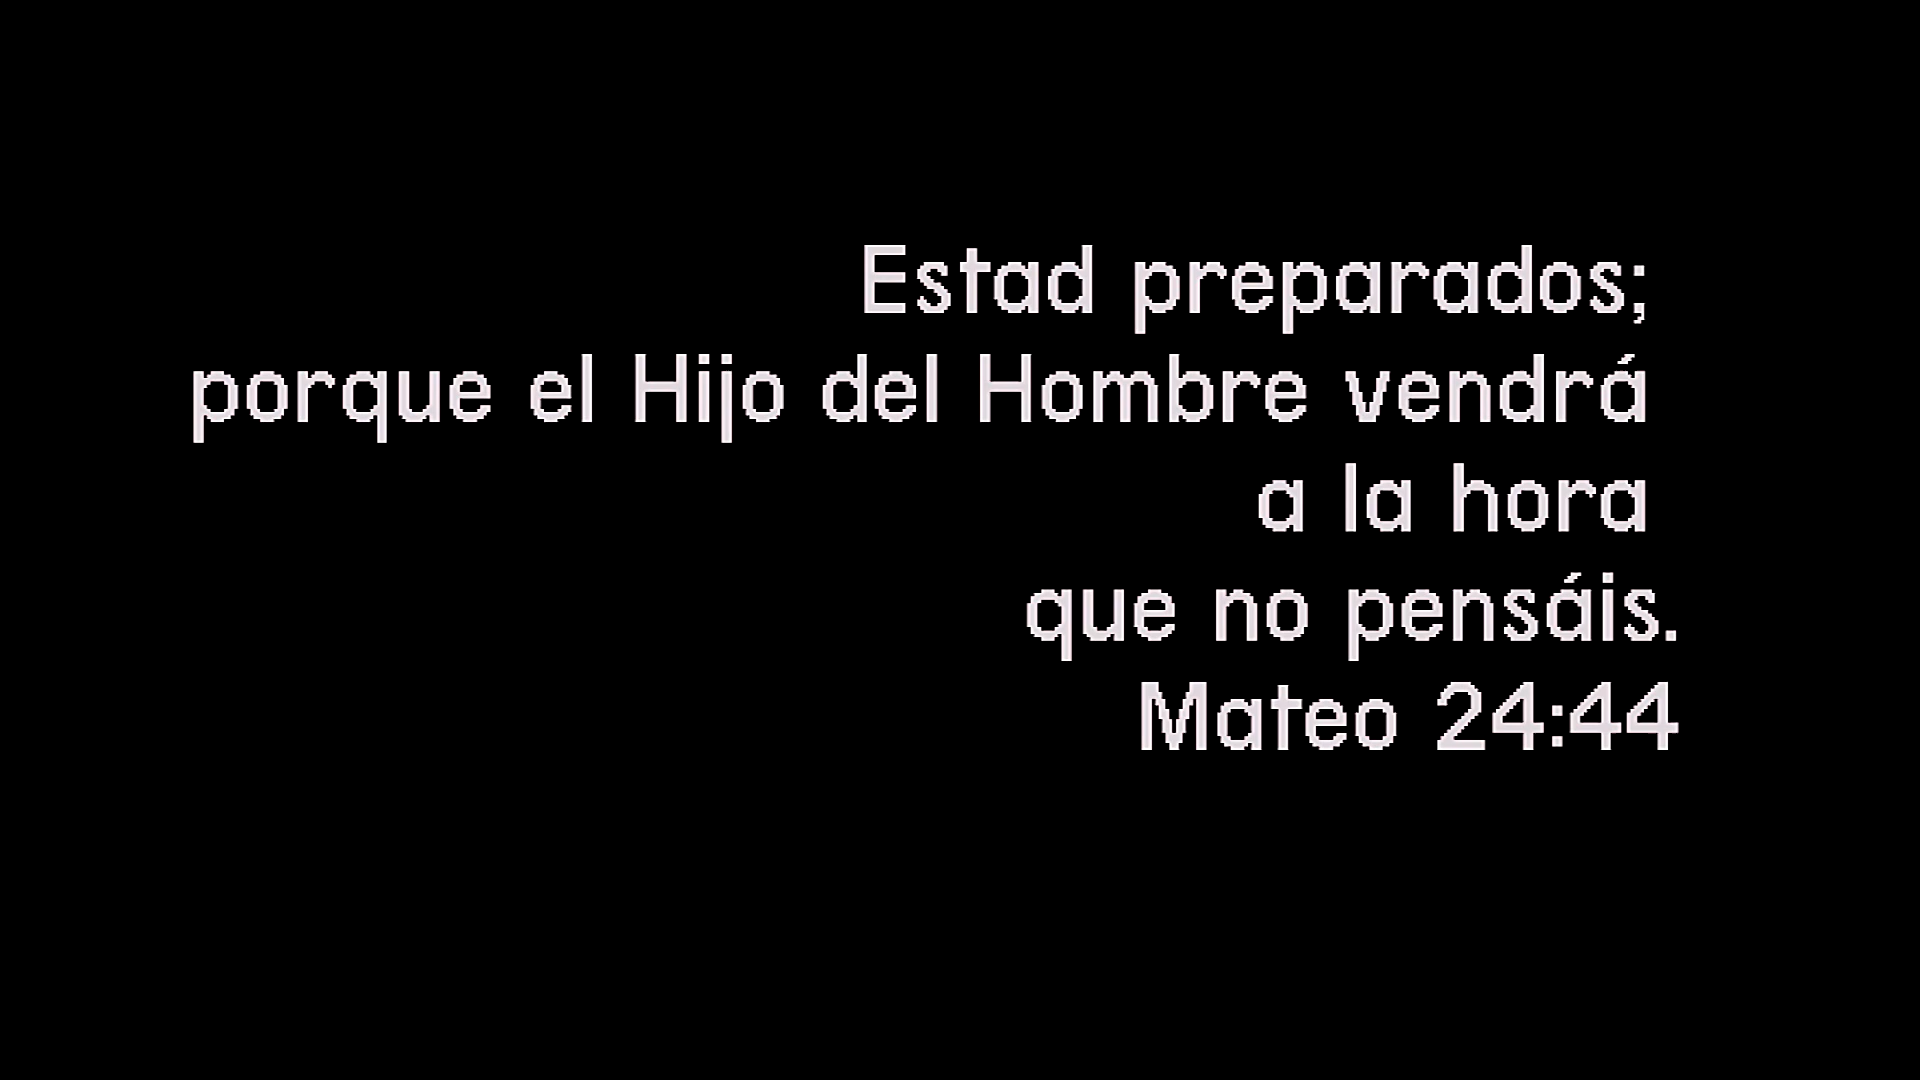 Estad preparados;
porque el Hijo del Hombre vendrá
a la hora
que no pensáis.
Mateo 24:44